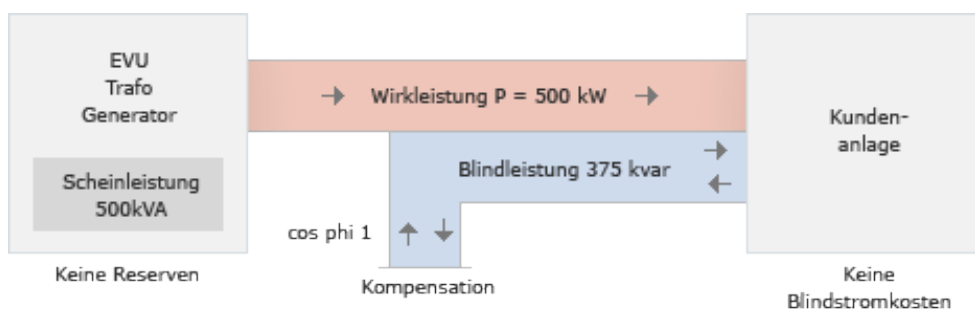 EVU
Trafo
Generator
Scheinleistung
500kVA
Keine Reserven
Wirkleistung P = 500 kW
Blindleistung 375 kvar
cos phi 1
Kompensation
Kunden-
anlage
Keine
Blindstromkosten